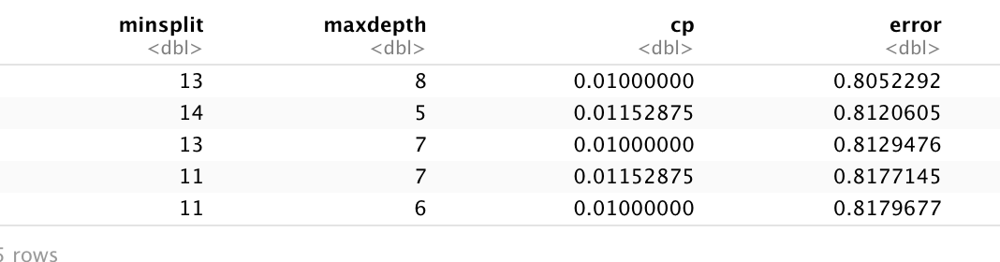 minsplit maxdepth cp error
<dbl> <dbl> <dbl> <dbl>
13 8 0.01000000 0.8052292
14 5 0.01152875 0.8120605
13 7 0.01000000 0.8129476
11 7 0.01152875 0.8177145
11 6 0.01000000 0.8179677
5 rows